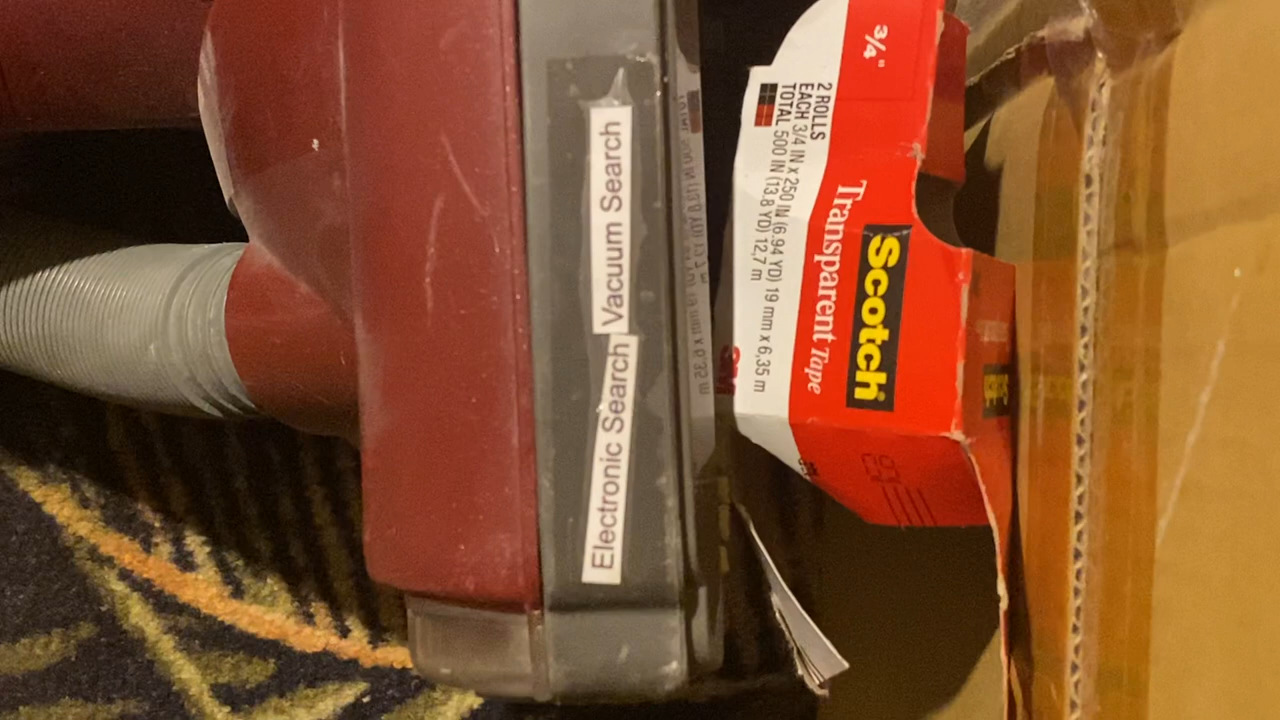 Electronic Search Vacuum Search
3/4"
Scotch
Transparent Tape
2 ROLLS
EACH 3/4 IN x 250 IN (6.94 YD) 19 mm x 6,35 m
TOTAL 500 IN (13.8 YD) 12,7 m
3M
Scotch